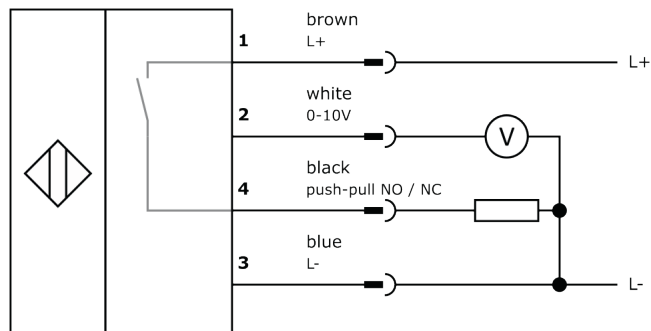 brown
1 L+ L+
white
2 0-10V
V
black
4 push-pull NO / NC
blue
3 L- L-